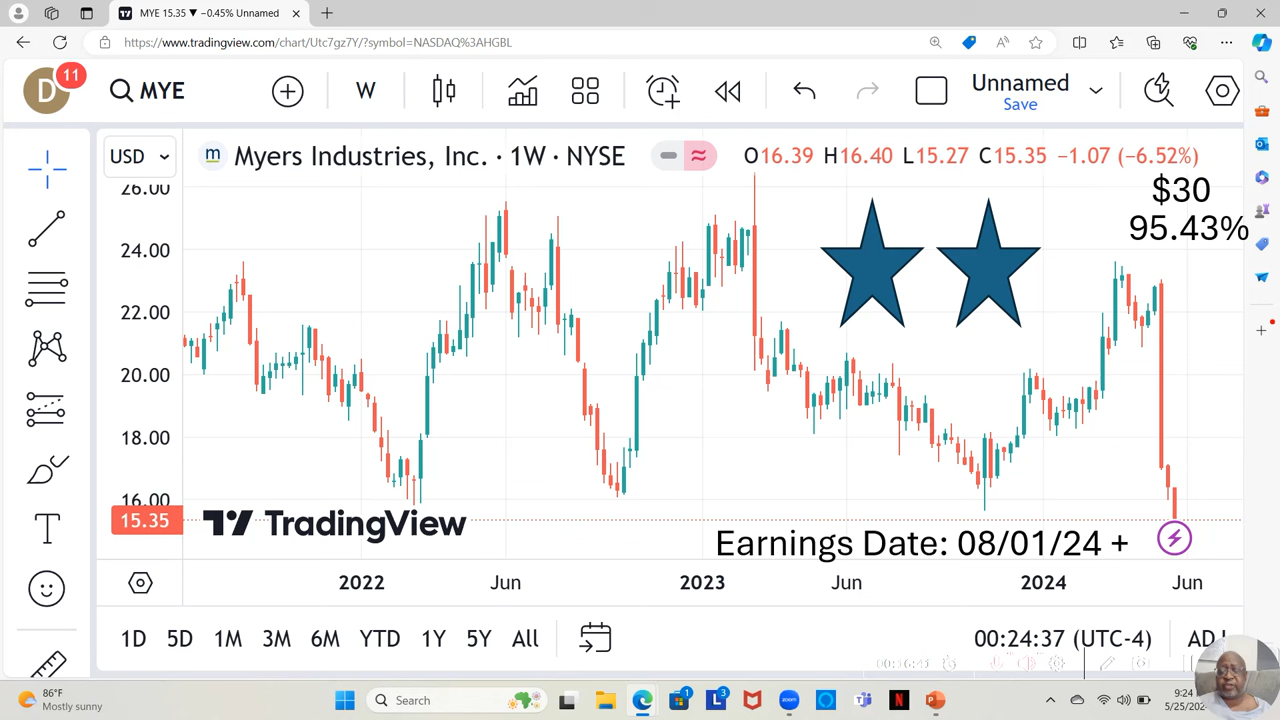 MYE 15.35 ▼ −0.45% Unnamed
https://www.tradingview.com/chart/Utc7gz7Y/?symbol=NASDAQ%3AHGBL
D
11
MYE
W
Unnamed
Save
USD
m
Myers Industries, Inc. · 1W · NYSE
O16.39 H16.40 L15.27 C15.35 −1.07 (−6.52%)
$30
95.43%
26.00
24.00
22.00
20.00
18.00
16.00
15.35
TradingView
Earnings Date: 08/01/24 +
2022 Jun 2023 Jun 2024 Jun
1D 5D 1M 3M 6M YTD 1Y 5Y All
00:24:37 (UTC-4)
ADJ
86°F
Mostly sunny
Search
1
3
N
9:24
5/25/202